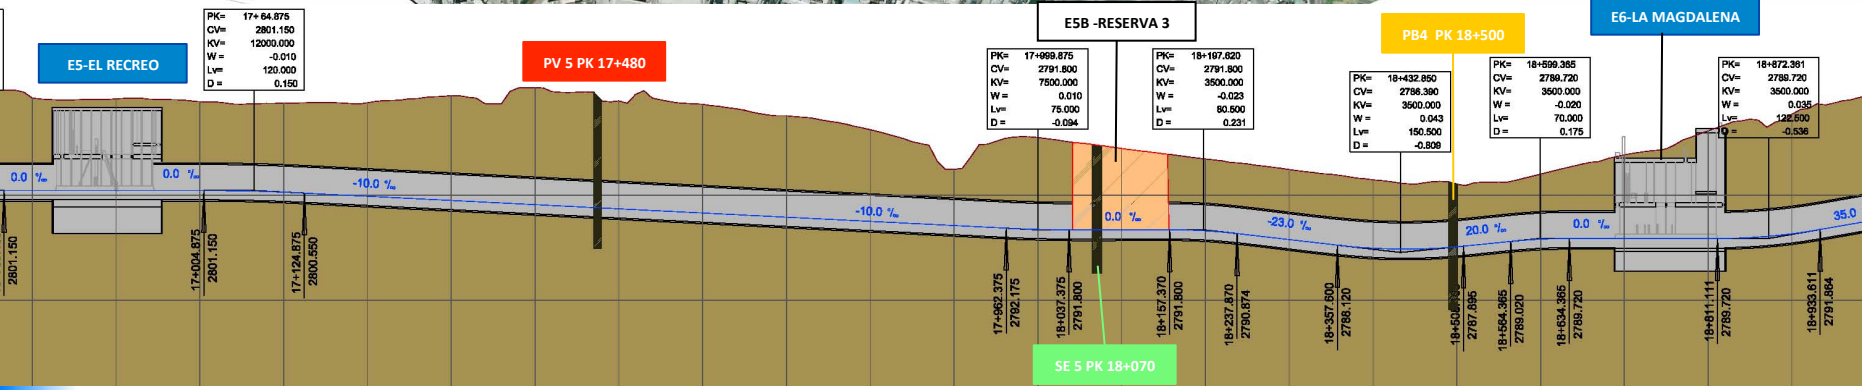 E5-EL RECREO
PK= 17+ 64.875
CV= 2801.150
KV= 12000.000
W = -0.010
Lv= 120.000
D = 0.150
PV 5 PK 17+480
E5B -RESERVA 3
PK= 17+999.875
CV= 2791.800
KV= 7500.000
W = 0.010
Lv= 75.000
D = -0.094
PK= 18+197.620
CV= 2791.800
KV= 3500.000
W = -0.023
Lv= 80.500
D = 0.231
PB4 PK 18+500
PK= 18+432.850
CV= 2786.390
KV= 3500.000
W = 0.043
Lv= 150.500
D = -0.809
PK= 18+599.365
CV= 2789.720
KV= 3500.000
W = -0.020
Lv= 70.000
D = 0.175
E6-LA MAGDALENA
PK= 18+872.361
CV= 2789.720
KV= 3500.000
W = 0.035
Lv= 122.500
D = -0.536
0.0 ‰
0.0 ‰
-10.0 ‰
-10.0 ‰
0.0 ‰
-23.0 ‰
20.0 ‰
0.0 ‰
35.0
2801.150
17+004.875
2801.150
17+124.875
2800.550
17+962.375
2792.175
18+037.375
2791.800
18+157.370
2791.800
18+237.870
2790.874
18+357.600
2788.120
2787.895
18+564.365
2789.020
18+634.365
2789.720
18+811.111
2789.720
18+933.611
2791.864
SE 5 PK 18+070